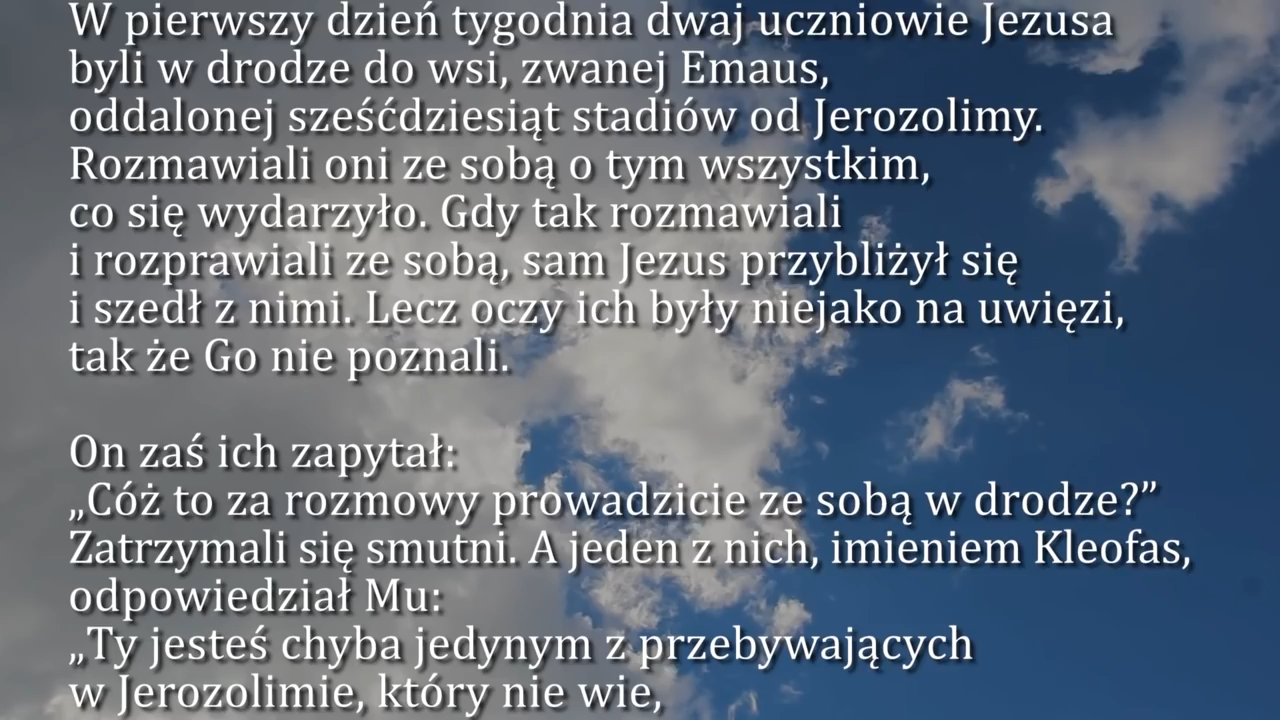 W pierwszy dzień tygodnia dwaj uczniowie Jezusa
byli w drodze do wsi, zwanej Emaus,
oddalonej sześćdziesiąt stadiów od Jerozolimy.
Rozmawiali oni ze sobą o tym wszystkim,
co się wydarzyło. Gdy tak rozmawiali
i rozprawiali ze sobą, sam Jezus przybliżył się
i szedł z nimi. Lecz oczy ich były niejako na uwięzi,
tak że Go nie poznali.
On zaś ich zapytał:
„Cóż to za rozmowy prowadzicie ze sobą w drodze?”
Zatrzymali się smutni. A jeden z nich, imieniem Kleofas,
odpowiedział Mu:
„Ty jesteś chyba jedynym z przebywających
w Jerozolimie, który nie wie,